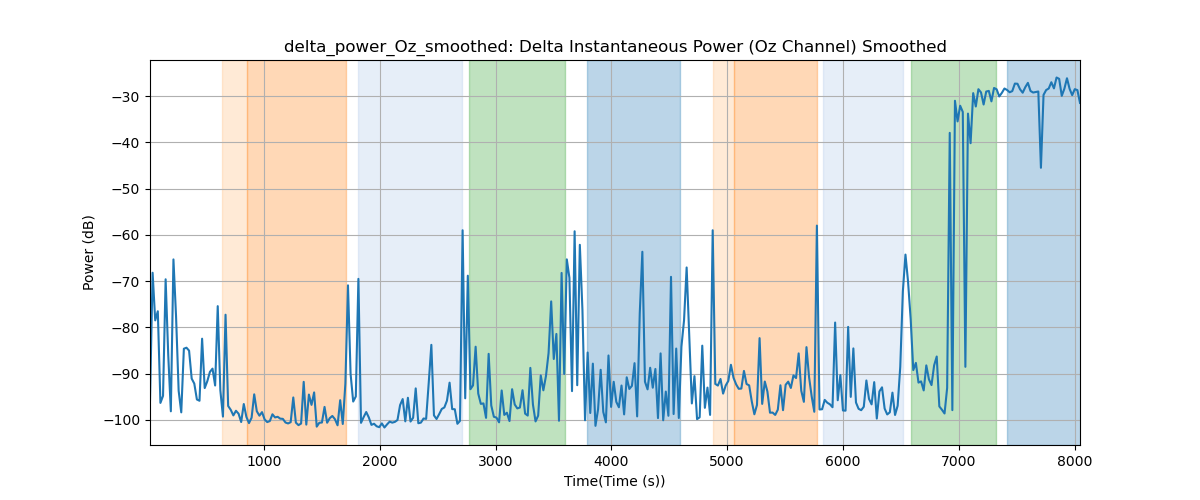 delta_power_Oz_smoothed: Delta Instantaneous Power (Oz Channel) Smoothed
Power (dB)
−30
−40
−50
−60
−70
−80
−90
−100
1000 2000 3000 4000 5000 6000 7000 8000
Time(Time (s))